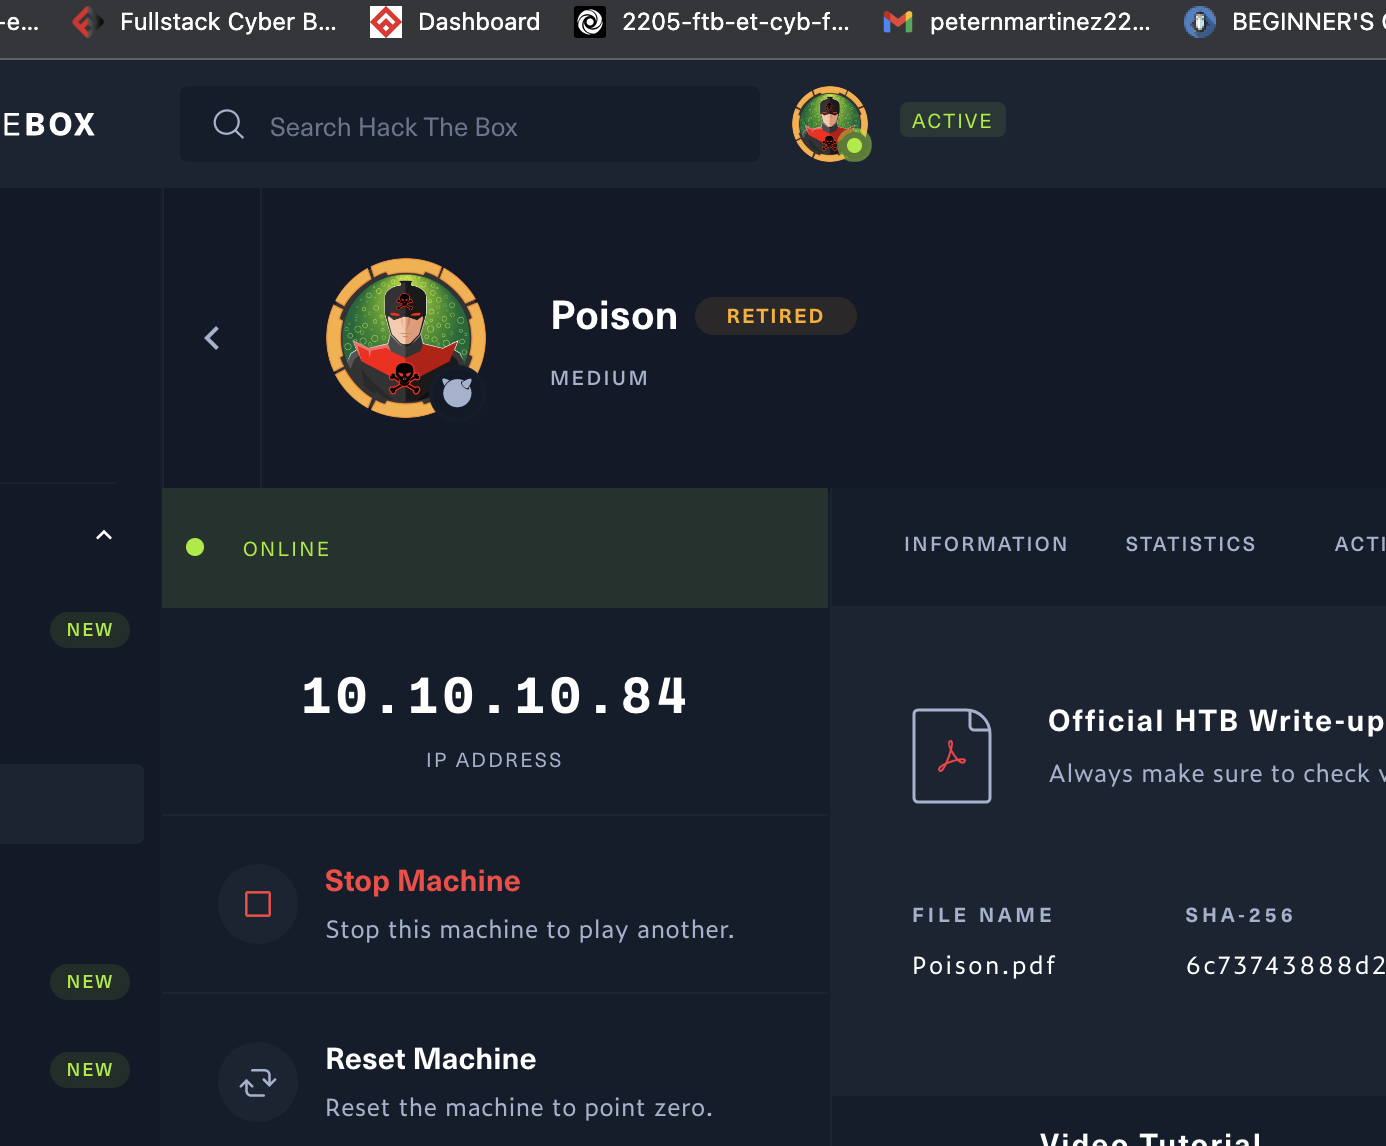 -e...
Fullstack Cyber B...
Dashboard
2205-ftb-et-cyb-f...
peternmartinez22...
BEGINNER'S
EBOX
Search Hack The Box
ACTIVE
Poison
RETIRED
MEDIUM
ONLINE
INFORMATION
STATISTICS
ACTI
NEW
10.10.10.84
IP ADDRESS
Official HTB Write-up
Always make sure to check v
Stop Machine
Stop this machine to play another.
FILE NAME
SHA-256
Poison.pdf
6c73743888d2
NEW
Reset Machine
Reset the machine to point zero.
NEW
Video Tutorial